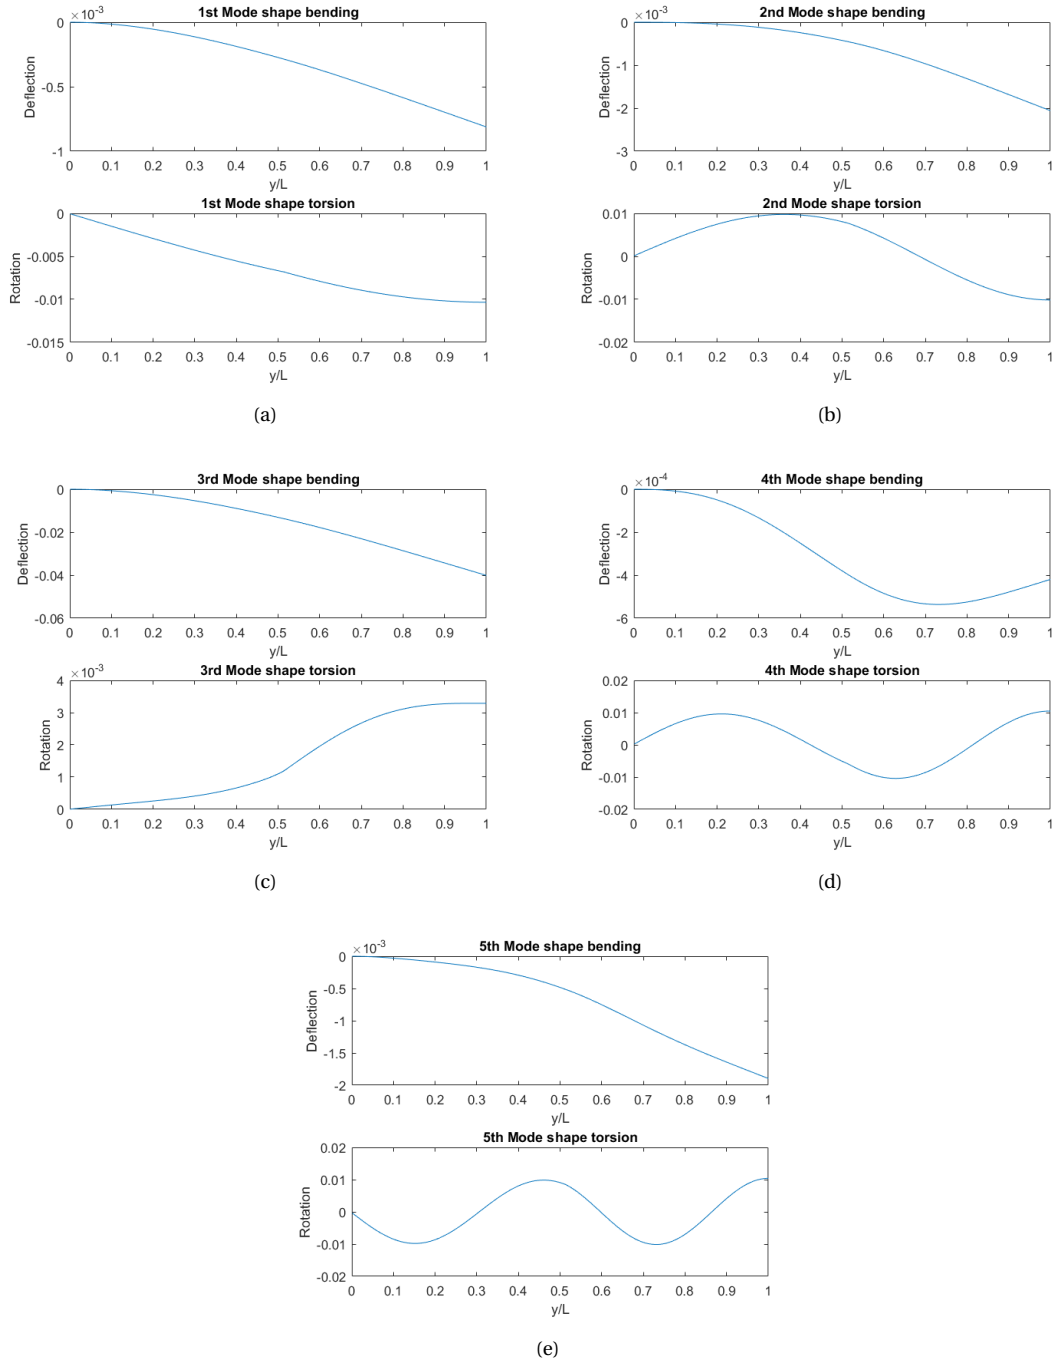 ×10-3 1st Mode shape bending
0
-0.5
-1
Deflection
0 0.1 0.2 0.3 0.4 0.5 0.6 0.7 0.8 0.9 1
y/L
1st Mode shape torsion
0
-0.005
-0.01
-0.015
Rotation
0 0.1 0.2 0.3 0.4 0.5 0.6 0.7 0.8 0.9 1
y/L
(a)
×10-3 2nd Mode shape bending
0
-1
-2
-3
Deflection
0 0.1 0.2 0.3 0.4 0.5 0.6 0.7 0.8 0.9 1
y/L
2nd Mode shape torsion
0.01
0
-0.01
-0.02
Rotation
0 0.1 0.2 0.3 0.4 0.5 0.6 0.7 0.8 0.9 1
y/L
(b)
3rd Mode shape bending
0
-0.02
-0.04
-0.06
Deflection
0 0.1 0.2 0.3 0.4 0.5 0.6 0.7 0.8 0.9 1
y/L
×10-3 3rd Mode shape torsion
4
3
2
1
0
Rotation
0 0.1 0.2 0.3 0.4 0.5 0.6 0.7 0.8 0.9 1
y/L
(c)
×10-4 4th Mode shape bending
0
-2
-4
-6
Deflection
0 0.1 0.2 0.3 0.4 0.5 0.6 0.7 0.8 0.9 1
y/L
4th Mode shape torsion
0.02
0.01
0
-0.01
-0.02
Rotation
0 0.1 0.2 0.3 0.4 0.5 0.6 0.7 0.8 0.9 1
y/L
(d)
×10-3 5th Mode shape bending
0
-0.5
-1
-1.5
-2
Deflection
0 0.1 0.2 0.3 0.4 0.5 0.6 0.7 0.8 0.9 1
y/L
5th Mode shape torsion
0.02
0.01
0
-0.01
-0.02
Rotation
0 0.1 0.2 0.3 0.4 0.5 0.6 0.7 0.8 0.9 1
y/L
(e)